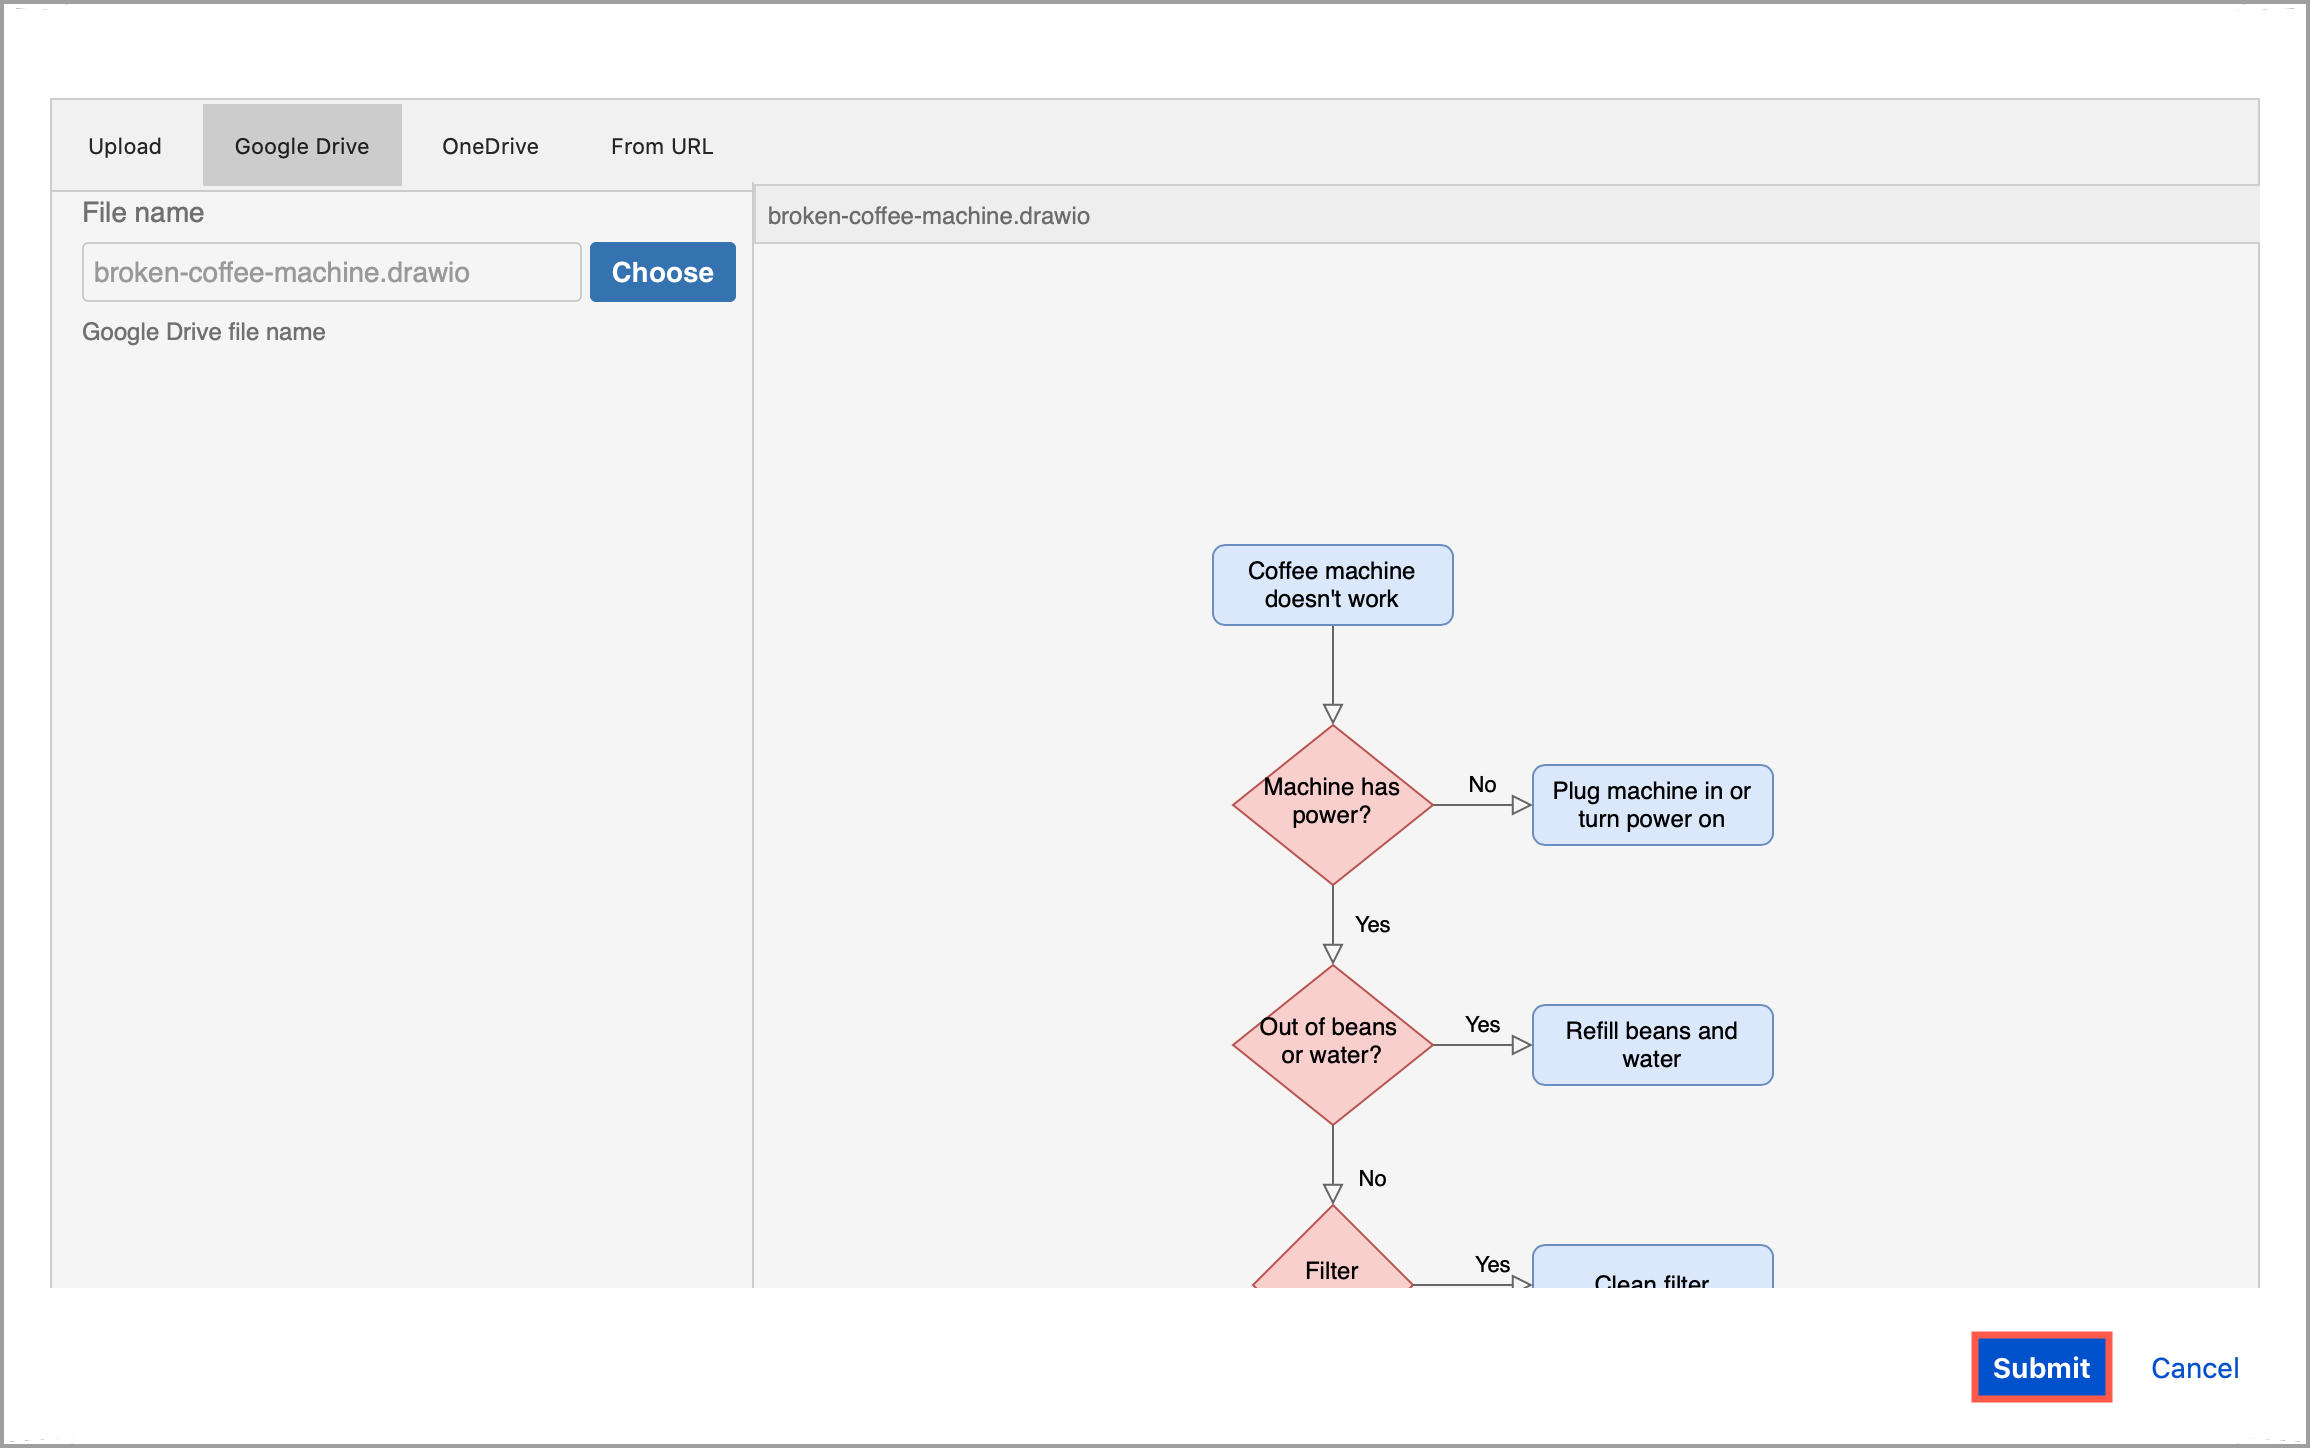 Upload
Google Drive
OneDrive
From URL
File name
broken-coffee-machine.drawio
Choose
Google Drive file name
broken-coffee-machine.drawio
Coffee machine
doesn't work
Machine has
power?
No
Plug machine in or
turn power on
Yes
Out of beans
or water?
Yes
Refill beans and
water
No
Filter
Yes
Clean filter
Submit
Cancel